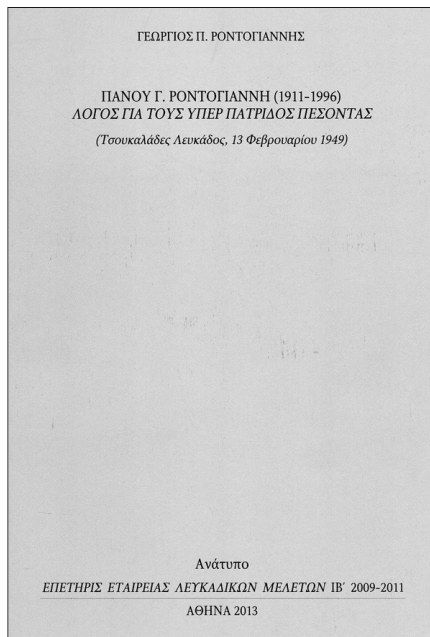 ΓΕΩΡΓΙΟΣ Π. ΡΟΝΤΟΓΙΑΝΝΗΣ
ΠΑΝΟΥ Γ. ΡΟΝΤΟΓΙΑΝΝΗ (1911-1996)
ΛΟΓΟΣ ΓΙΑ ΤΟΥΣ ΥΠΕΡ ΠΑΤΡΙΔΟΣ ΠΕΣΟΝΤΑΣ
(Τσουκαλάδες Λευκάδος, 13 Φεβρουαρίου 1949)
Ανάτυπο
ΕΠΕΤΗΡΙΣ ΕΤΑΙΡΕΙΑΣ ΛΕΥΚΑΔΙΚΩΝ ΜΕΛΕΤΩΝ ΙΒ΄ 2009-2011
ΑΘΗΝΑ 2013